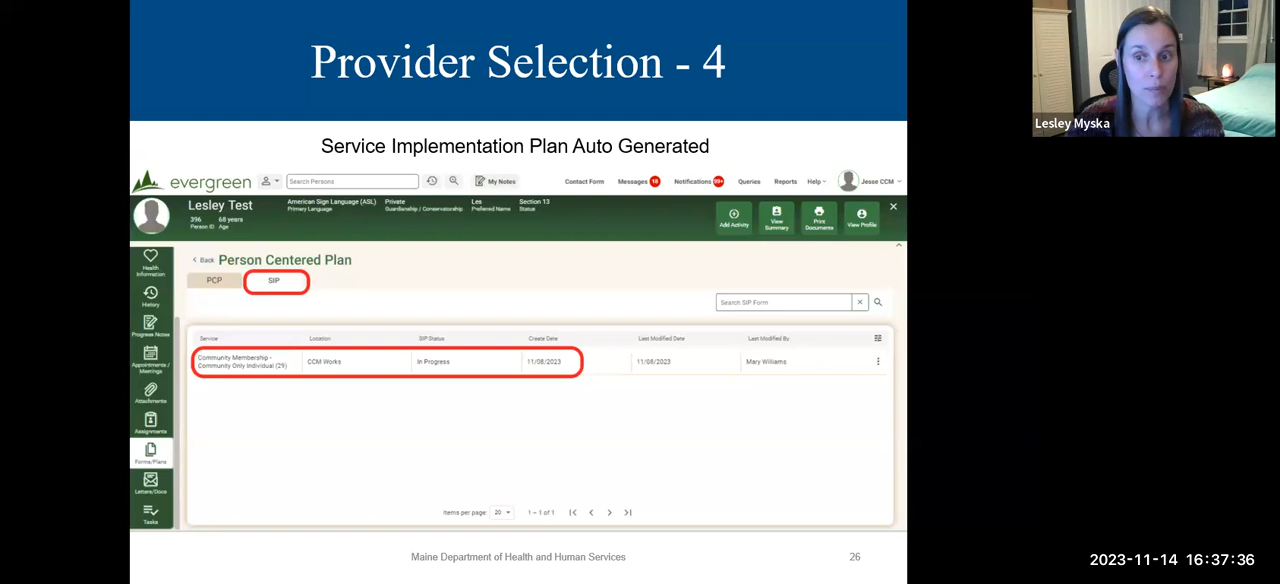 Provider Selection - 4
Lesley Myska
Service Implementation Plan Auto Generated
evergreen
Search Persons
My Notes
Contact Form
Messages 18
Notifications 99+
Queries
Reports
Help
Jesse CCM
Lesley Test
396 68 years
Person ID Age
American Sign Language (ASL)
Primary Language
Private
Guardianship / Conservatorship
Les
Preferred Name
Section 13
Status
Add Activity
View Summary
Print Documents
View Profile
Health Information
History
Progress Notes
Appointments / Meetings
Attachments
Assignments
Forms/Plans
Letters/Docs
Tasks
Back Person Centered Plan
PCP SIP
Search SIP Form
Service Location SIP Status Create Date Last Modified Date Last Modified By
Community Membership -
Community Only Individual (29)
CCM Works In Progress 11/08/2023 11/08/2023 Mary Williams
Items per page: 20 1 – 1 of 1
Maine Department of Health and Human Services 26
2023-11-14 16:37:36